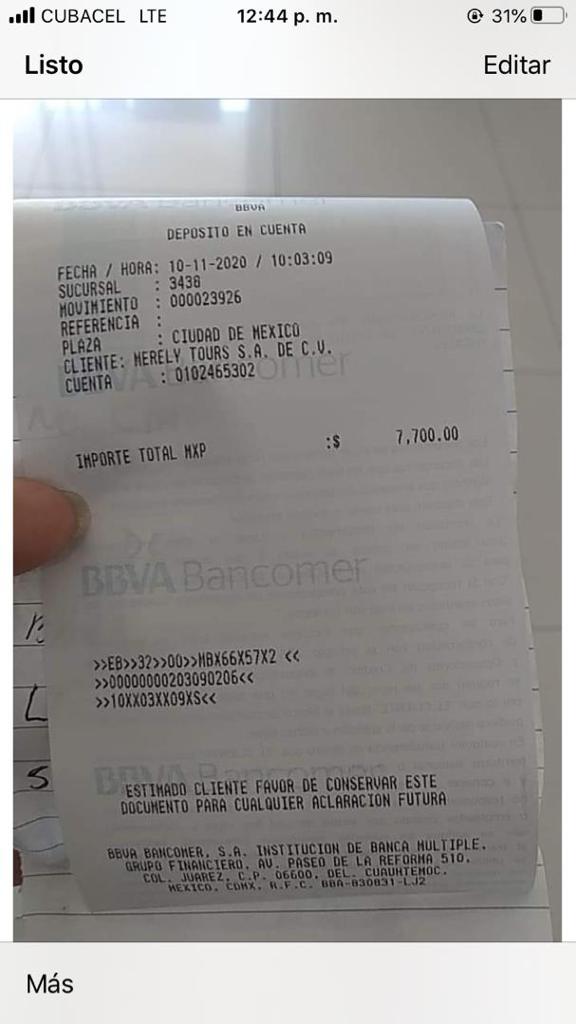 CUBACEL LTE 12:44 p. m. 31%
Listo Editar
BBVA
DEPOSITO EN CUENTA
FECHA / HORA: 10-11-2020 / 10:03:09
SUCURSAL : 3438
MOVIMIENTO : 000023926
REFERENCIA :
PLAZA : CIUDAD DE MEXICO
CLIENTE: MERELY TOURS S.A. DE C.V.
CUENTA : 0102465302
IMPORTE TOTAL MXP :$ 7,700.00
BBVA Bancomer
>>EB>>32>>00>>MBX66X57X2 <<
>>00000000203090206<<
>>10XX03XX09XS<<
BBVA Bancomer
ESTIMADO CLIENTE FAVOR DE CONSERVAR ESTE
DOCUMENTO PARA CUALQUIER ACLARACION FUTURA
BBVA BANCOMER, S.A. INSTITUCION DE BANCA MULTIPLE.
GRUPO FINANCIERO. AV. PASEO DE LA REFORMA 510.
COL. JUAREZ. C.P. 06600. DEL. CUAUHTEMOC.
MEXICO. CDMX. R.F.C. BBA-830831-LJ2
Más